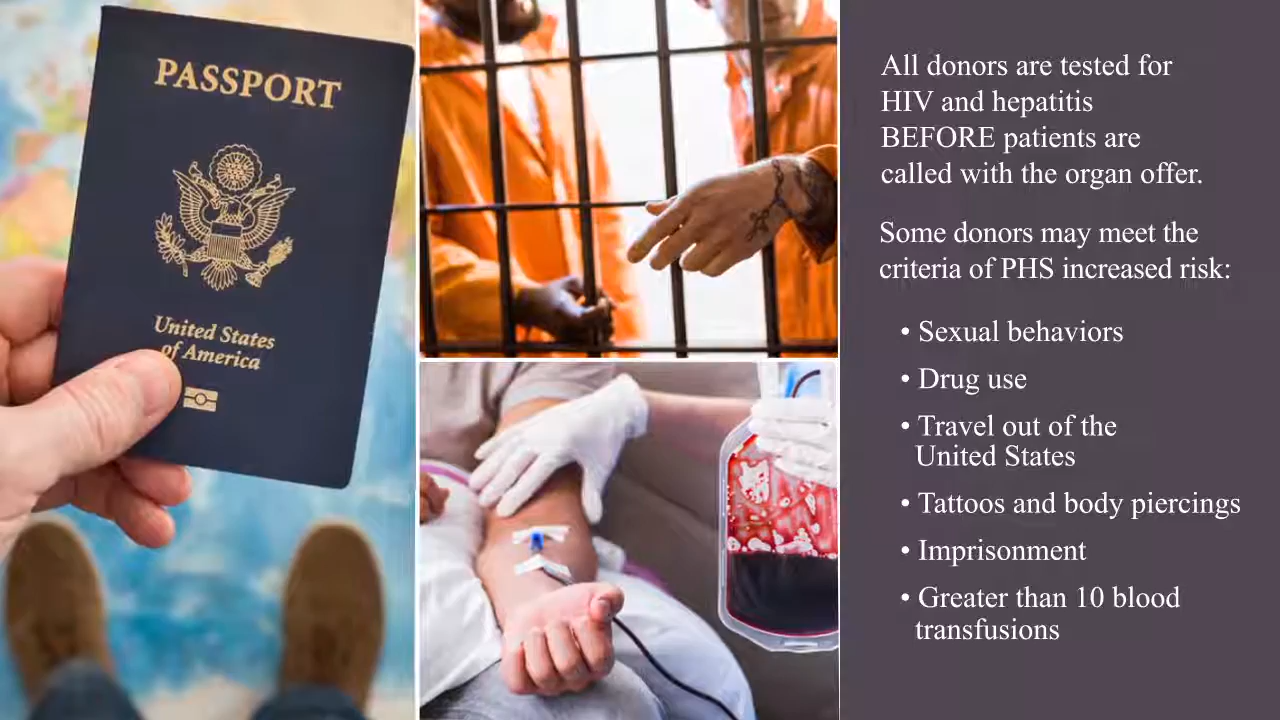 PASSPORT
United States
of America
All donors are tested for
HIV and hepatitis
BEFORE patients are
called with the organ offer.
Some donors may meet the
criteria of PHS increased risk:
• Sexual behaviors
• Drug use
• Travel out of the
United States
• Tattoos and body piercings
• Imprisonment
• Greater than 10 blood
transfusions